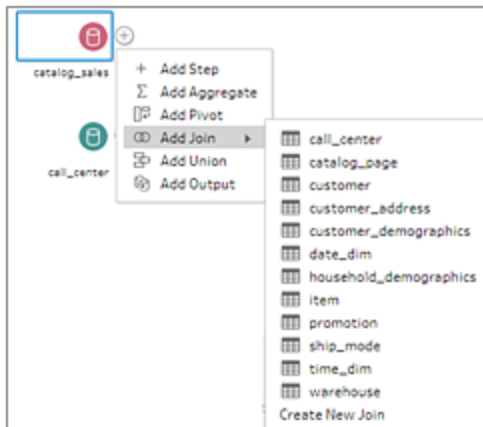 catalog_sales
call_center
Add Step
Add Aggregate
Add Pivot
Add Join
Add Union
Add Output
call_center
catalog_page
customer
customer_address
customer_demographics
date_dim
household_demographics
item
promotion
ship_mode
time_dim
warehouse
Create New Join